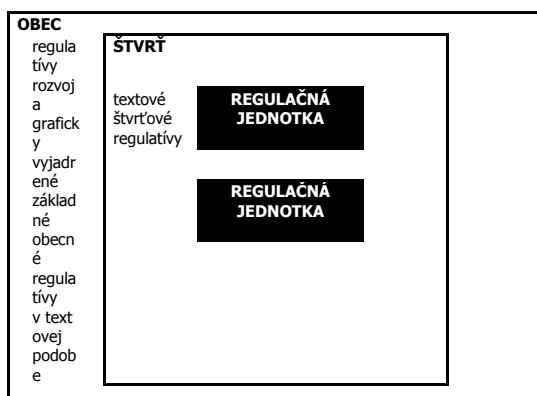 OBEC
regula
tívy
rozvoj
a
grafick
y
vyjadr
ené
základ
né
obecn
é
regula
tívy
v text
ovej
podob
e
ŠTVRŤ
textové
štvrťové
regulatívy
REGULAČNÁ
JEDNOTKA
REGULAČNÁ
JEDNOTKA